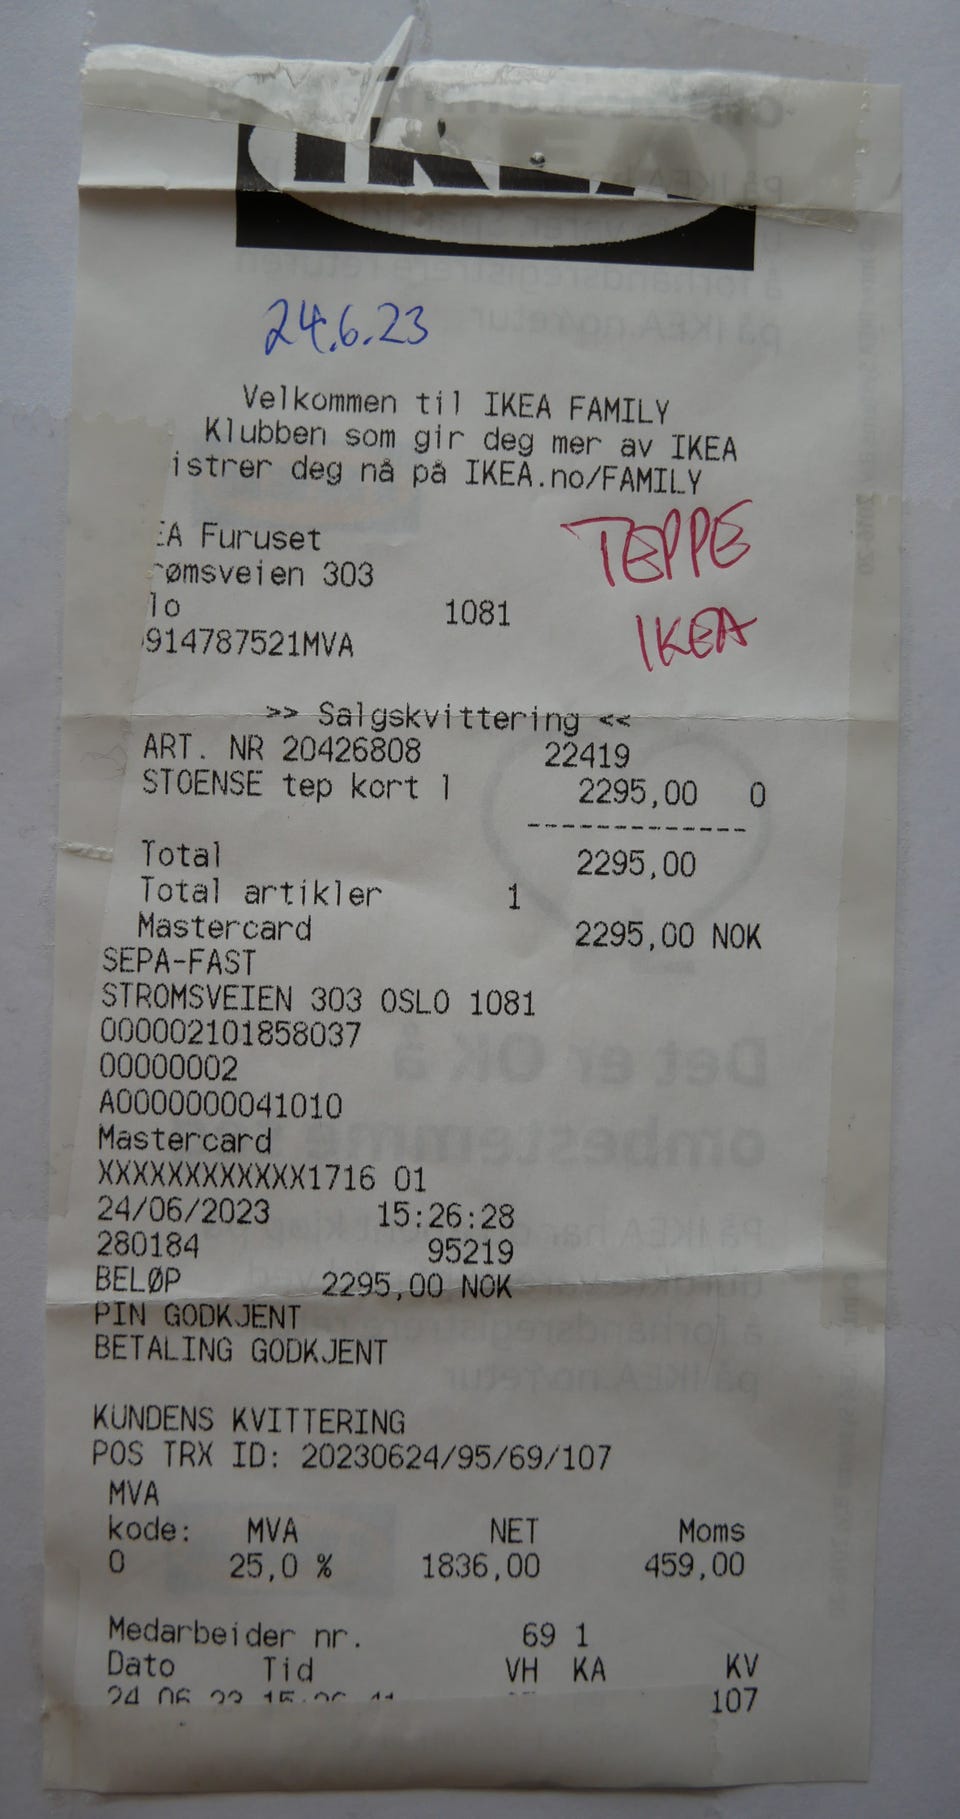 IKEA
24.6.23
Velkommen til IKEA FAMILY
Klubben som gir deg mer av IKEA
istrer deg nå på IKEA.no/FAMILY
EA Furuset
TEPPE
rømsveien 303
lo 1081
IKEA
914787521MVA
>> Salgskvittering <<
ART. NR 20426808 22419
STOENSE tep kort l 2295,00 0
------------
Total 2295,00
Total artikler 1
Mastercard 2295,00 NOK
SEPA-FAST
STROMSVEIEN 303 OSLO 1081
000002101858037
00000002
A0000000041010
Mastercard
XXXXXXXXXXXX1716 01
24/06/2023 15:26:28
280184 95219
BELØP 2295,00 NOK
PIN GODKJENT
BETALING GODKJENT
KUNDENS KVITTERING
POS TRX ID: 20230624/95/69/107
MVA
kode: MVA NET Moms
0 25,0 % 1836,00 459,00
Medarbeider nr. 69 1
Dato Tid VH KA KV
24.06.23 107